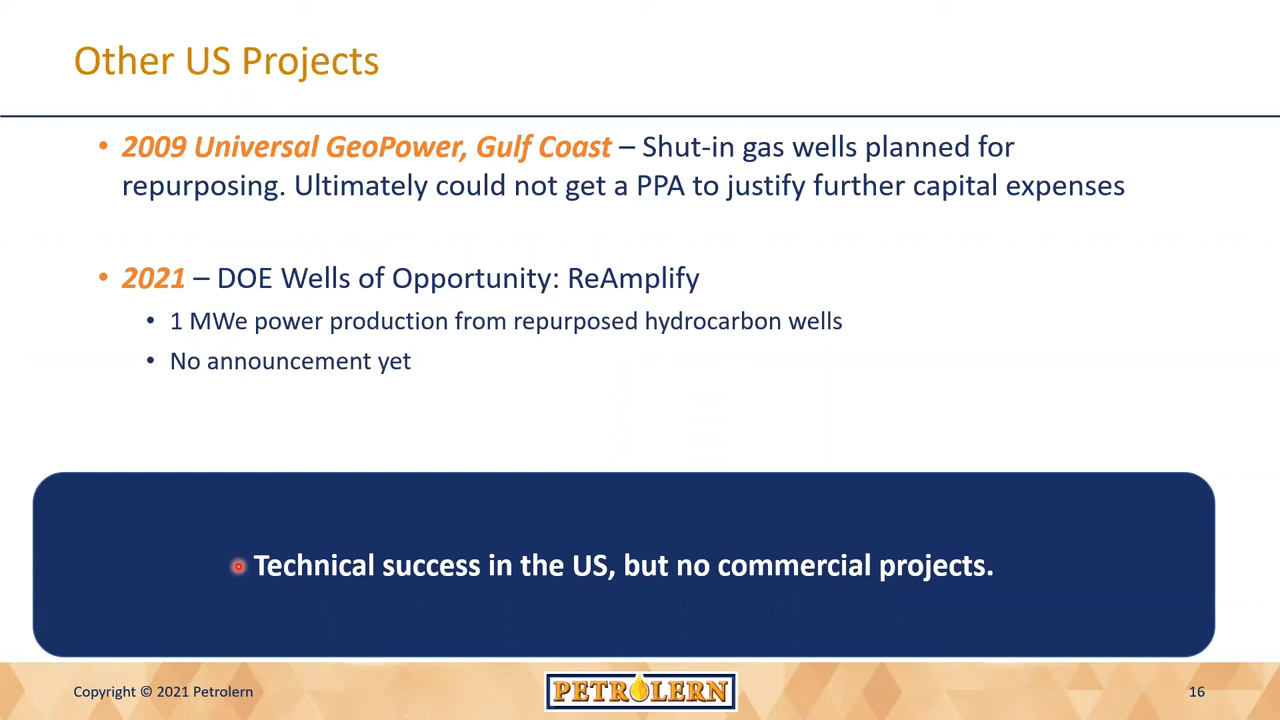 Other US Projects
• 2009 Universal GeoPower, Gulf Coast – Shut-in gas wells planned for
repurposing. Ultimately could not get a PPA to justify further capital expenses
• 2021 – DOE Wells of Opportunity: ReAmplify
• 1 MWe power production from repurposed hydrocarbon wells
• No announcement yet
Technical success in the US, but no commercial projects.
Copyright © 2021 Petrolern
PETROLERN
16